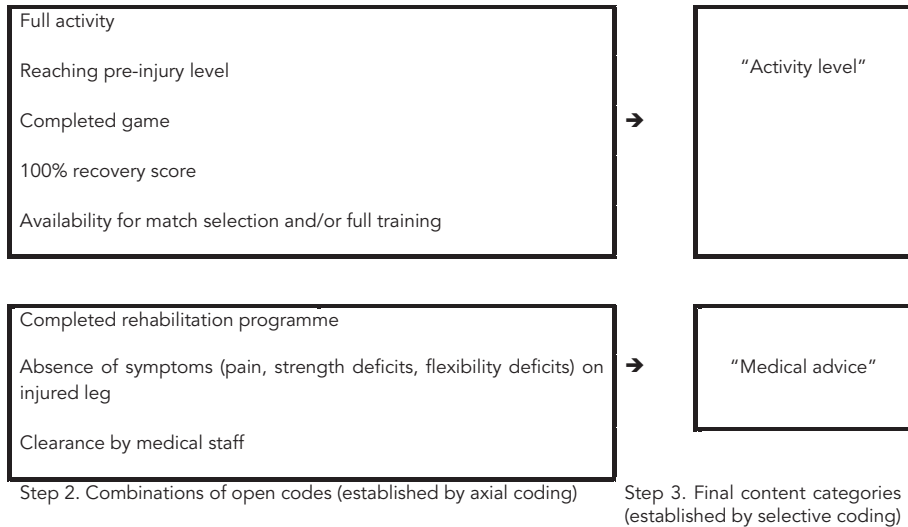 Full activity
Reaching pre-injury level
Completed game
100% recovery score
Availability for match selection and/or full training
➔
"Activity level"
Completed rehabilitation programme
Absence of symptoms (pain, strength deficits, flexibility deficits) on
injured leg
Clearance by medical staff
➔
"Medical advice"
Step 2. Combinations of open codes (established by axial coding)
Step 3. Final content categories
(established by selective coding)